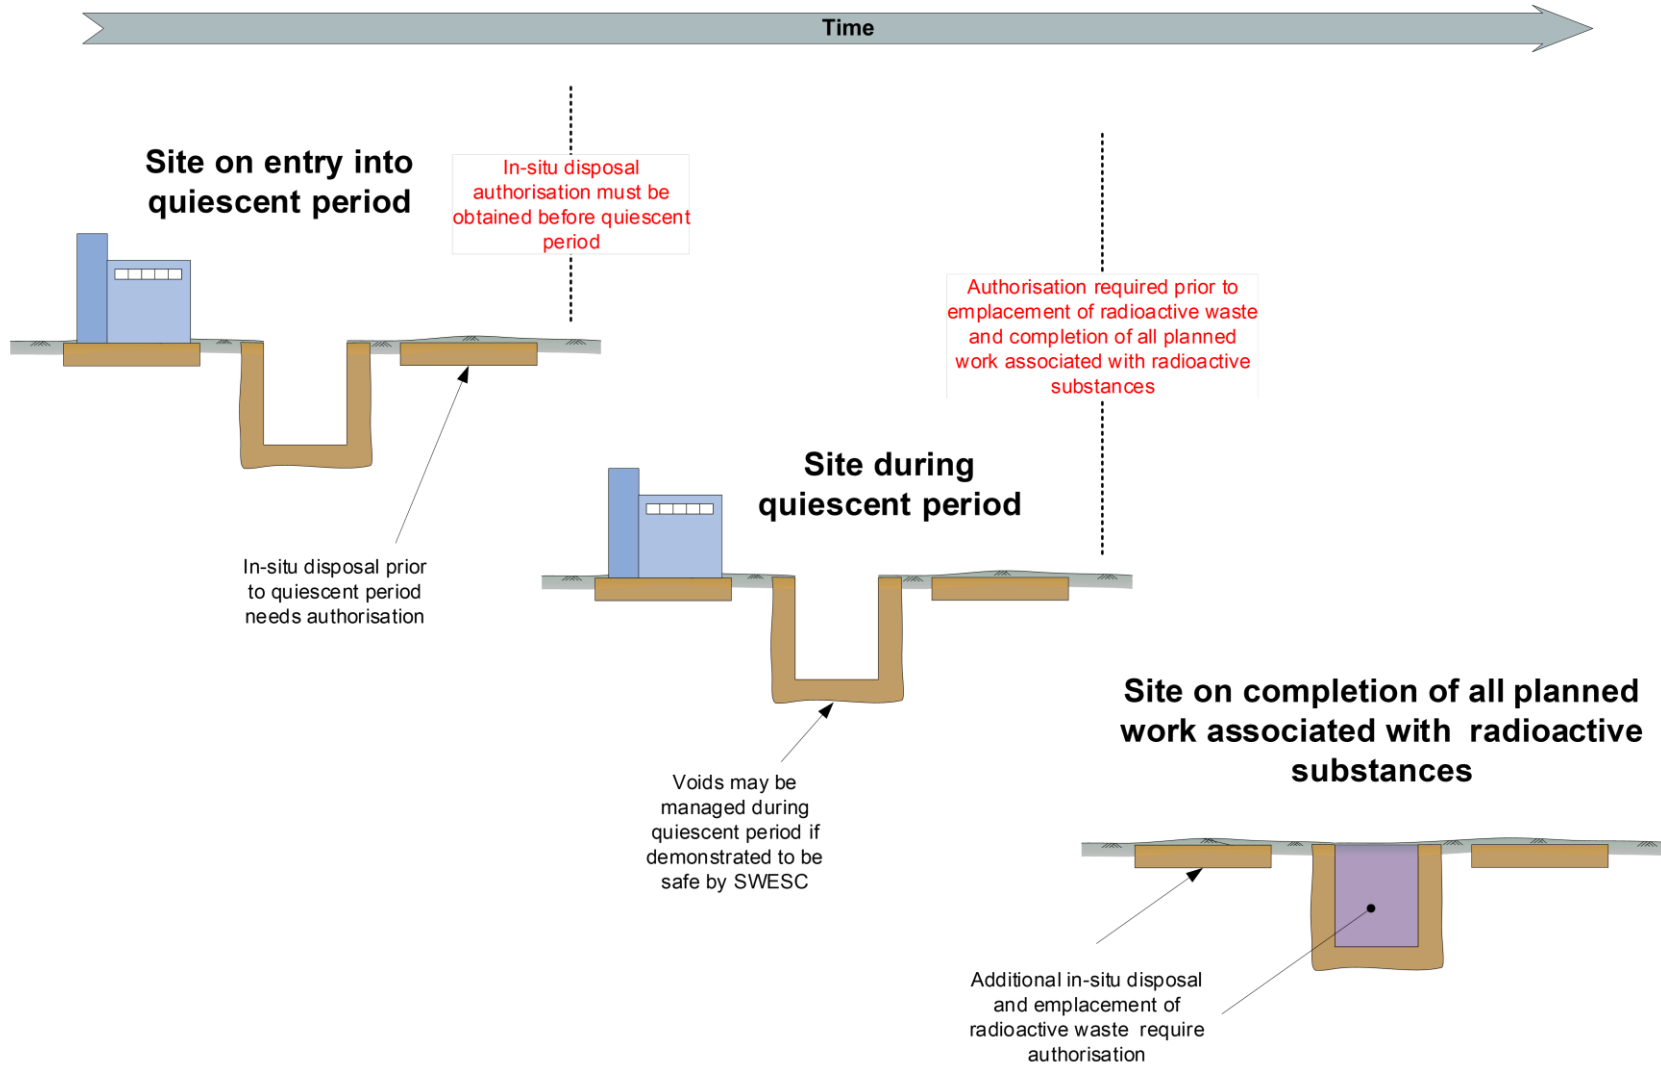 Time
Site on entry into
quiescent period
In-situ disposal
authorisation must be
obtained before quiescent
period
In-situ disposal prior
to quiescent period
needs authorisation
Authorisation required prior to
emplacement of radioactive waste
and completion of all planned
work associated with radioactive
substances
Site during
quiescent period
Voids may be
managed during
quiescent period if
demonstrated to be
safe by SWESC
Site on completion of all planned
work associated with radioactive
substances
Additional in-situ disposal
and emplacement of
radioactive waste require
authorisation